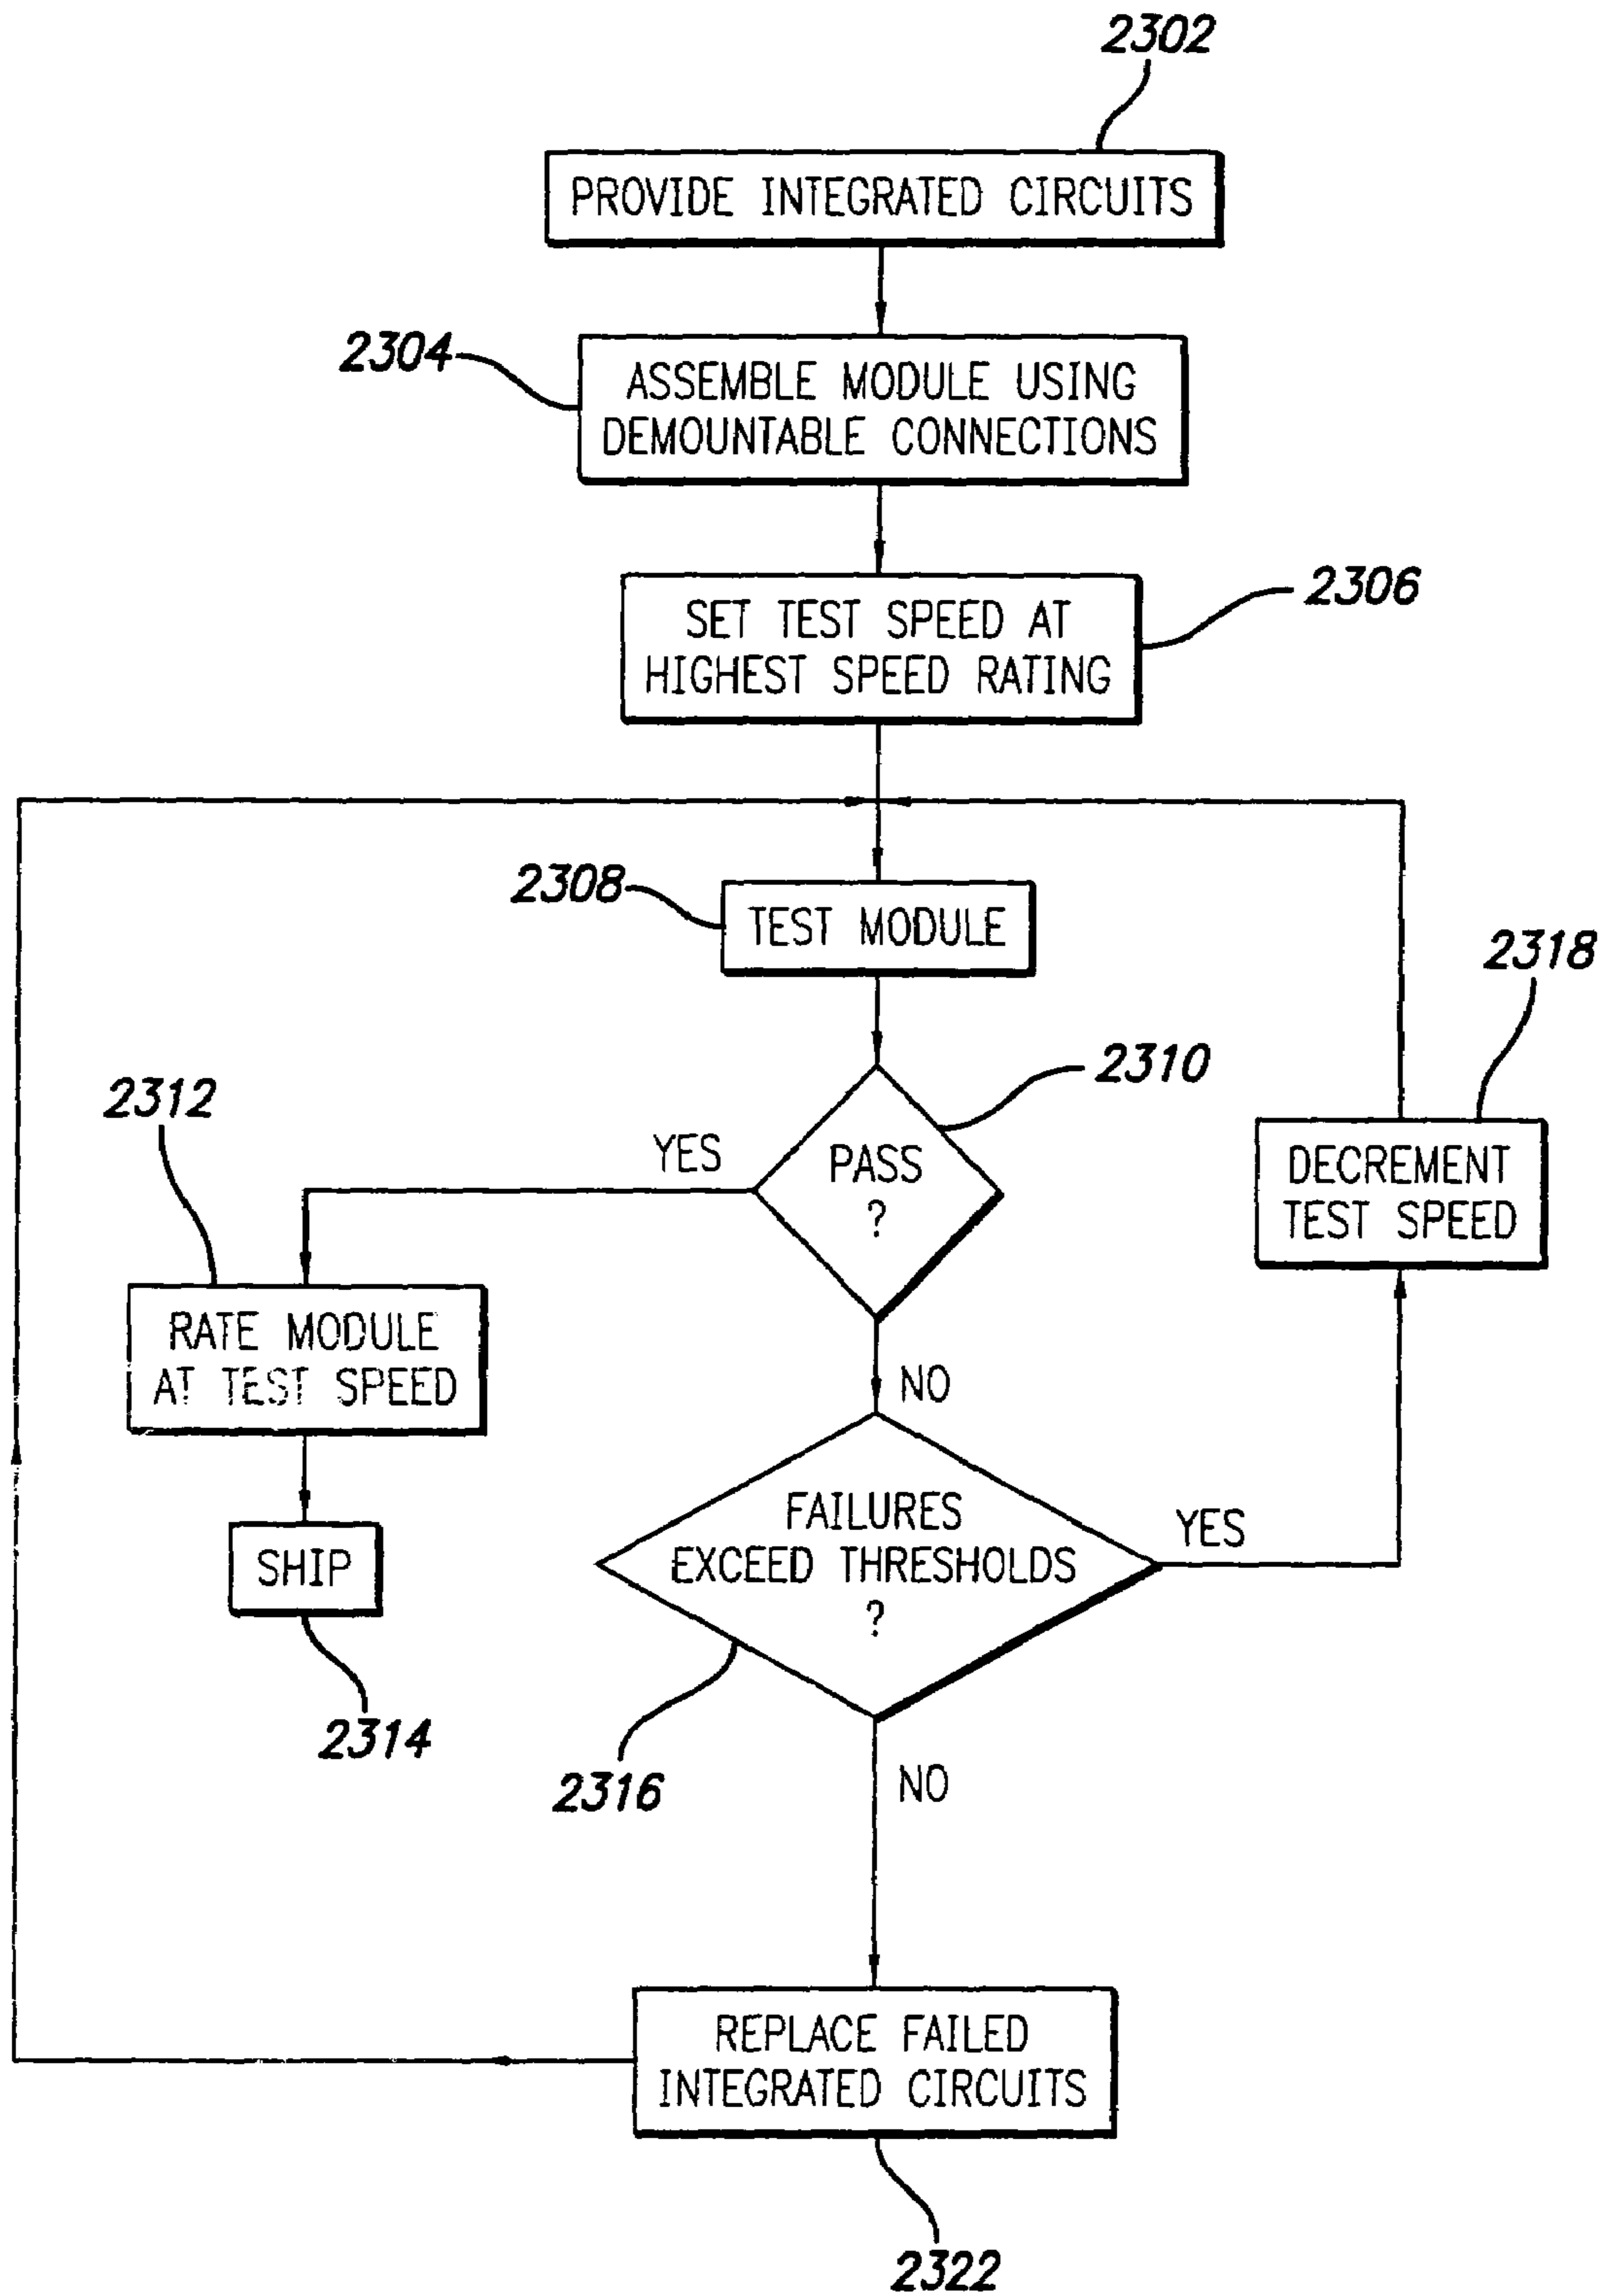 2302
PROVIDE INTEGRATED CIRCUITS
2304
ASSEMBLE MODULE USING
DEMOUNTABLE CONNECTIONS
2306
SET TEST SPEED AT
HIGHEST SPEED RATING
2308
TEST MODULE
2318
2310
2312
YES
PASS
?
DECREMENT
TEST SPEED
RATE MODULE
AT TEST SPEED
NO
FAILURES
EXCEED THRESHOLDS
?
YES
SHIP
2314
2316
NO
REPLACE FAILED
INTEGRATED CIRCUITS
2322